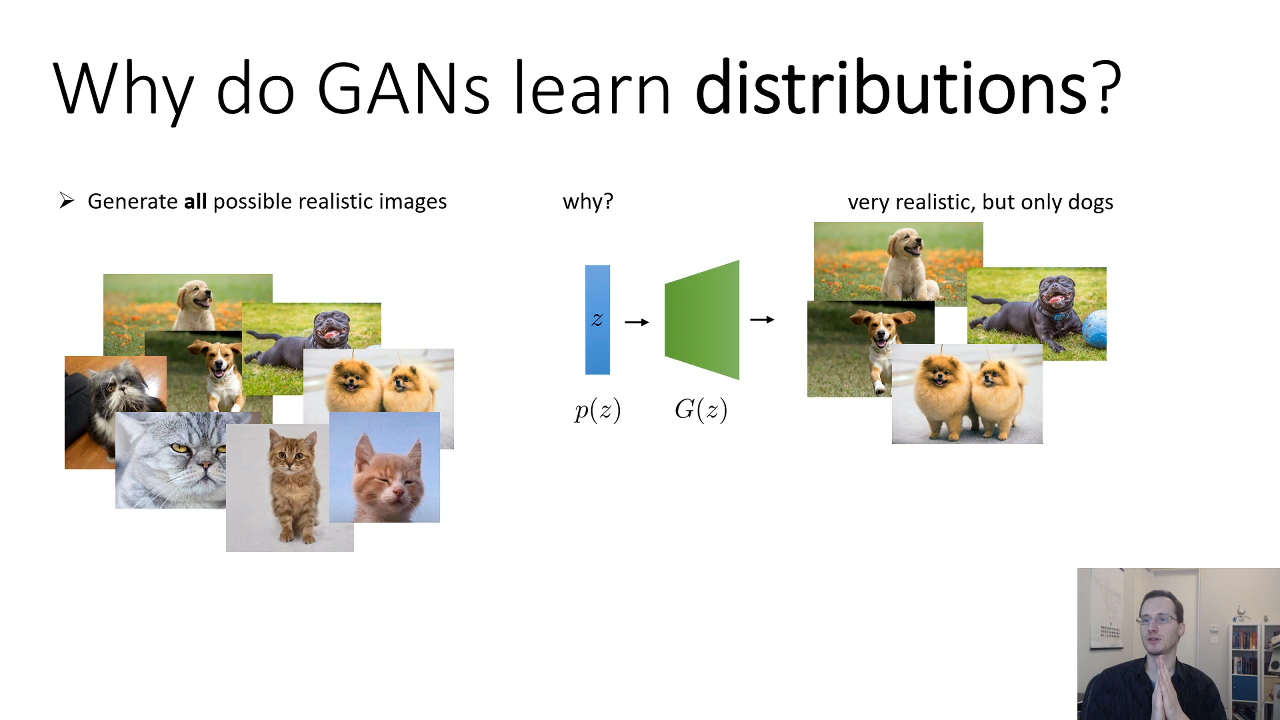 Why do GANs learn distributions?
Generate all possible realistic images
why?
very realistic, but only dogs
z
p(z)
G(z)